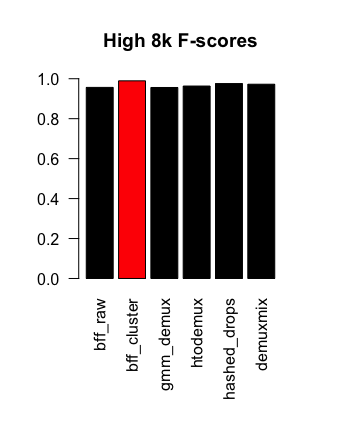 High 8k F-scores
1.0
0.8
0.6
0.4
0.2
0.0
bff_raw
bff_cluster
gmm_demux
htodemux
hashed_drops
demuxmix